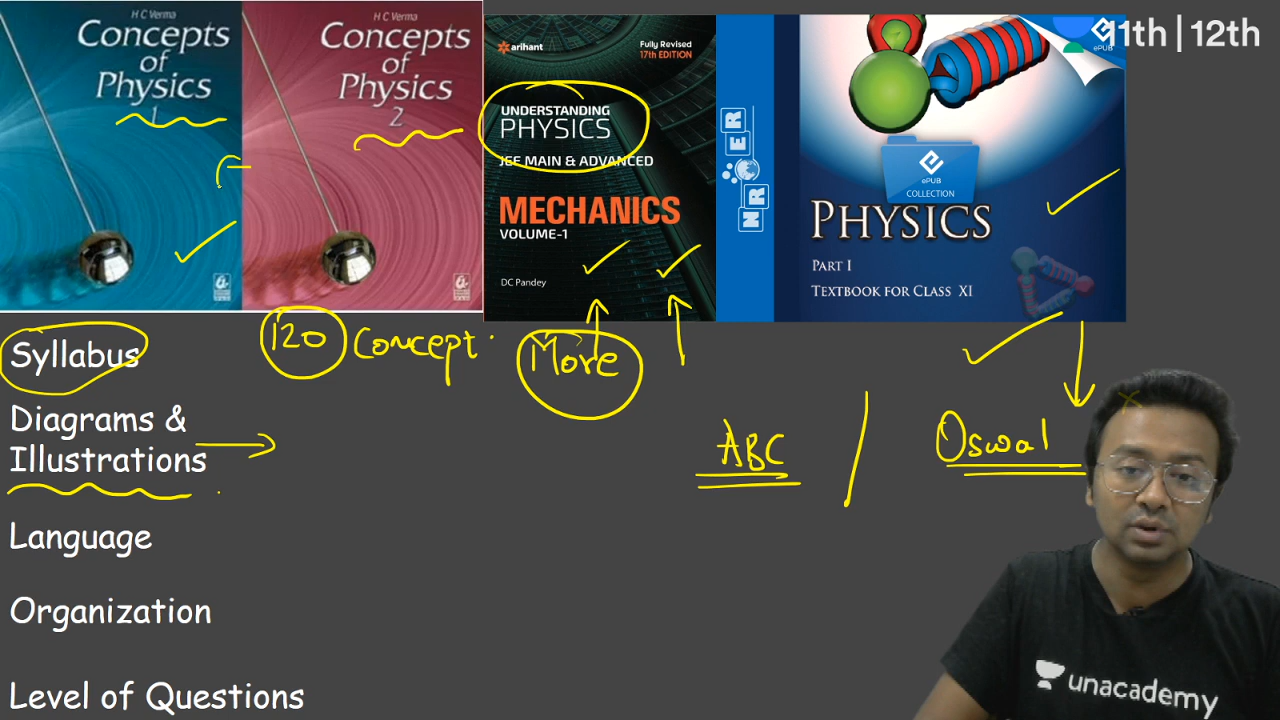 H C Verma
Concepts
of
Physics
1
H C Verma
Concepts
of
Physics
2
arihant
Fully Revised
17th EDITION
UNDERSTANDING
PHYSICS
JEE MAIN & ADVANCED
MECHANICS
VOLUME-1
DC Pandey
ePUB
ePUB
COLLECTION
PHYSICS
PART I
TEXTBOOK FOR CLASS XI
11th | 12th
Syllabus
120 Concept.
More
Diagrams &
Illustrations
ABC / Oswal
Language
Organization
Level of Questions
unacademy